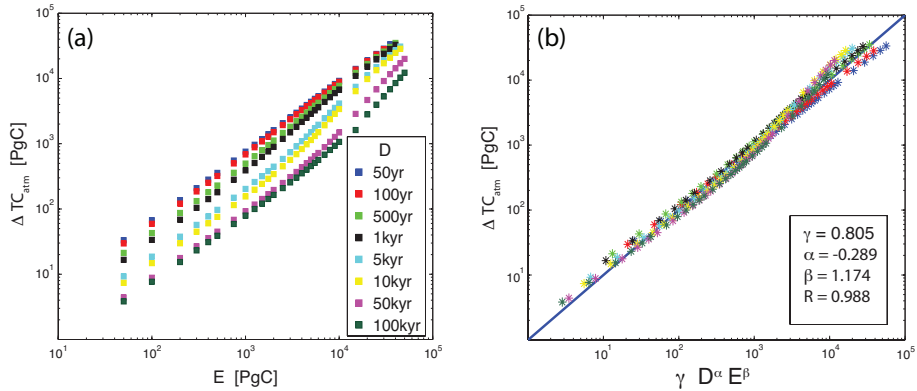 (a)
Δ TC_atm [PgC]
10^5
10^4
10^3
10^2
10^1
10^1 10^2 10^3 10^4 10^5
E [PgC]
D
50yr
100yr
500yr
1kyr
5kyr
10kyr
50kyr
100kyr
(b)
Δ TC_atm [PgC]
10^5
10^4
10^3
10^2
10^1
10^1 10^2 10^3 10^4 10^5
γ D^α E^β
γ = 0.805
α = -0.289
β = 1.174
R = 0.988